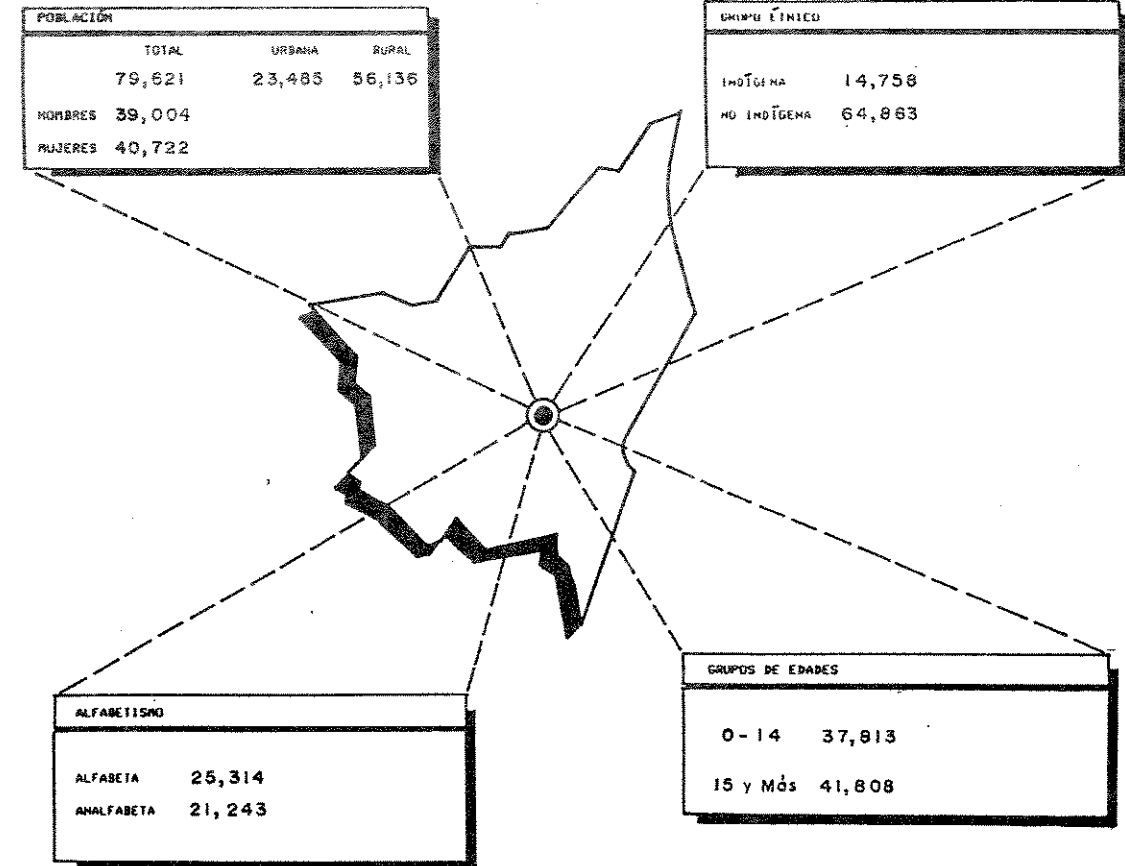 POBLACIÓN
TOTAL URBANA RURAL
79,621 23,485 56,136
HOMBRES 39,004
MUJERES 40,722
GRUPO ÉTNICO
INDÍGENA 14,758
NO INDÍGENA 64,863
ALFABETISMO
ALFABETA 25,314
ANALFABETA 21,243
GRUPOS DE EDADES
0-14 37,813
15 y Más 41,808